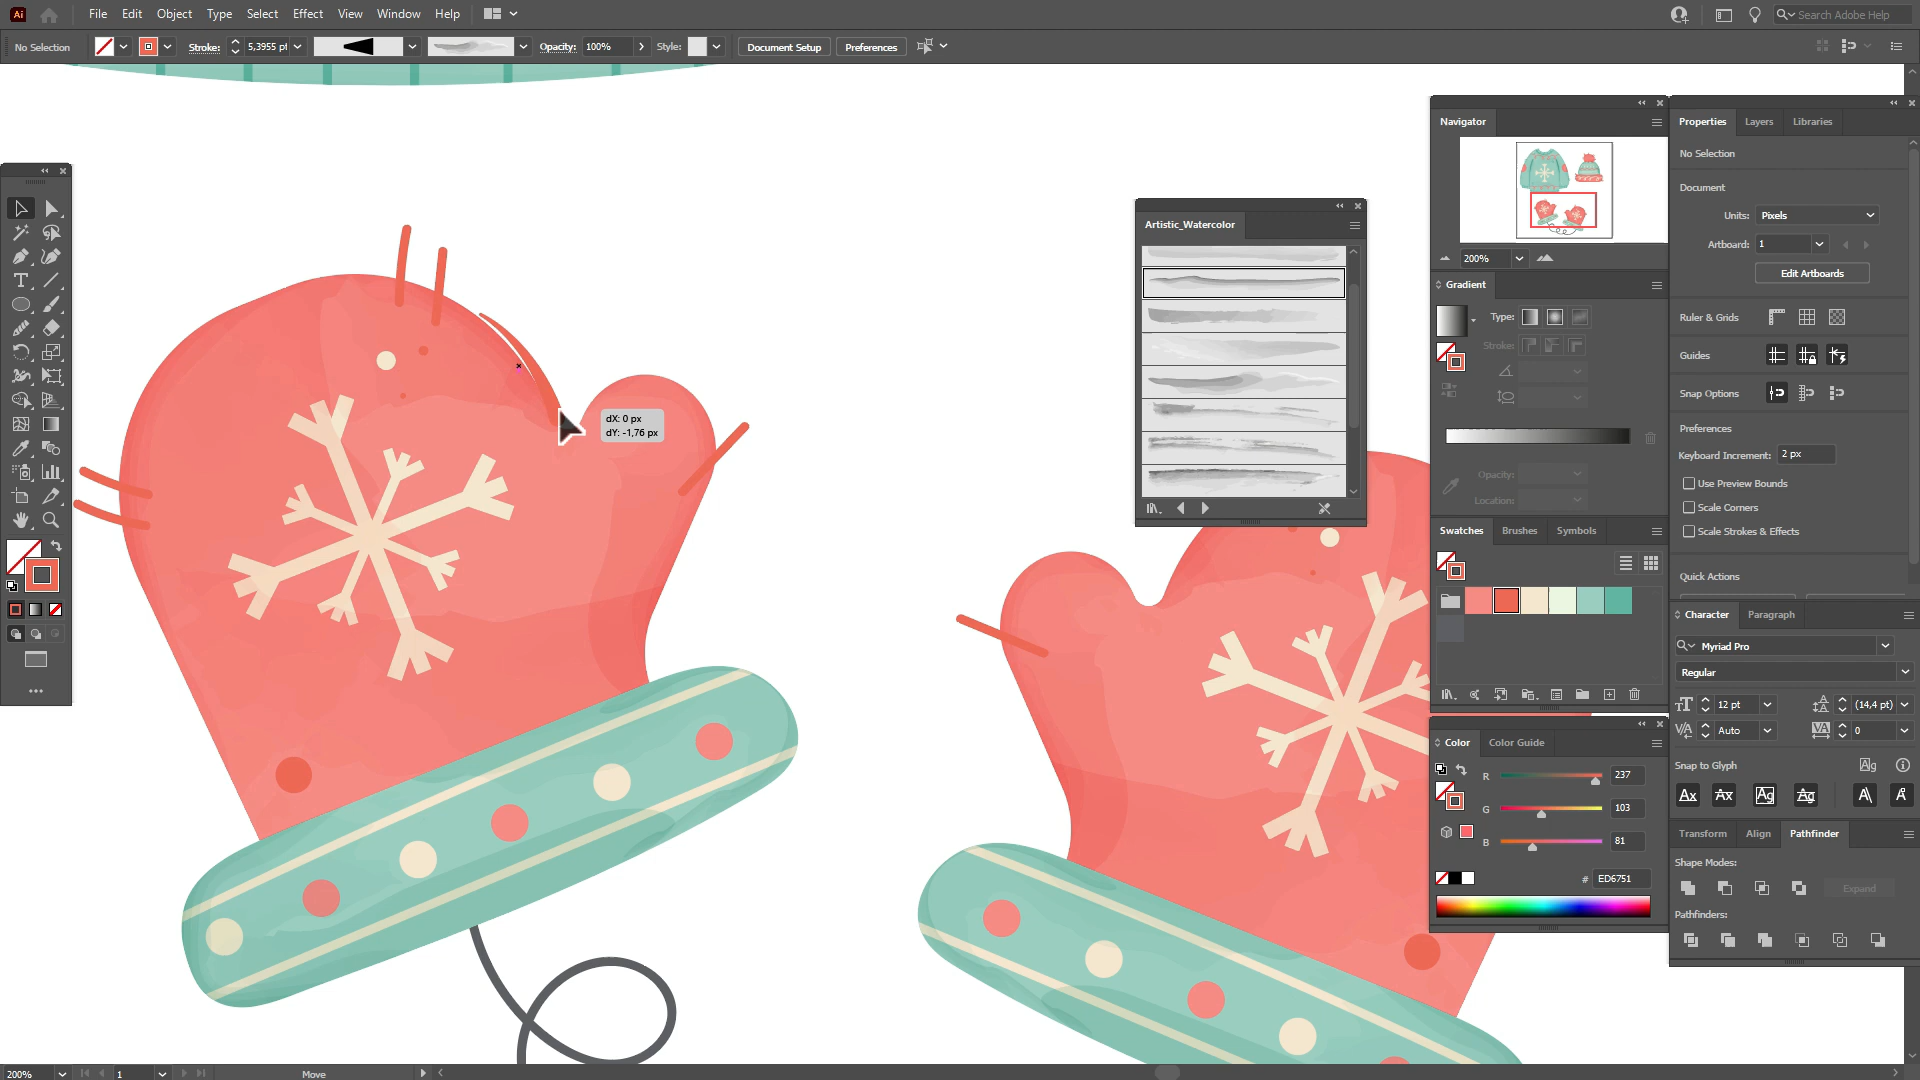 Ai File Edit Object Type Select Effect View Window Help
Search Adobe Help
No Selection Stroke: 5,3955 pt Opacity: 100% Style: Document Setup Preferences
Artistic_Watercolor
dX: 0 px
dY: -1,76 px
Navigator
200%
Gradient
Type:
Stroke:
Opacity:
Location:
Swatches Brushes Symbols
Color Color Guide
R 237
G 103
B 81
# ED6751
Properties Layers Libraries
No Selection
Document
Units: Pixels
Artboard: 1
Edit Artboards
Ruler & Grids
Guides
Snap Options
Preferences
Keyboard Increment: 2 px
Use Preview Bounds
Scale Corners
Scale Strokes & Effects
Quick Actions
Character Paragraph
Myriad Pro
Regular
12 pt (14,4 pt)
Auto 0
Snap to Glyph
Transform Align Pathfinder
Shape Modes:
Expand
Pathfinders:
200% 1 Move